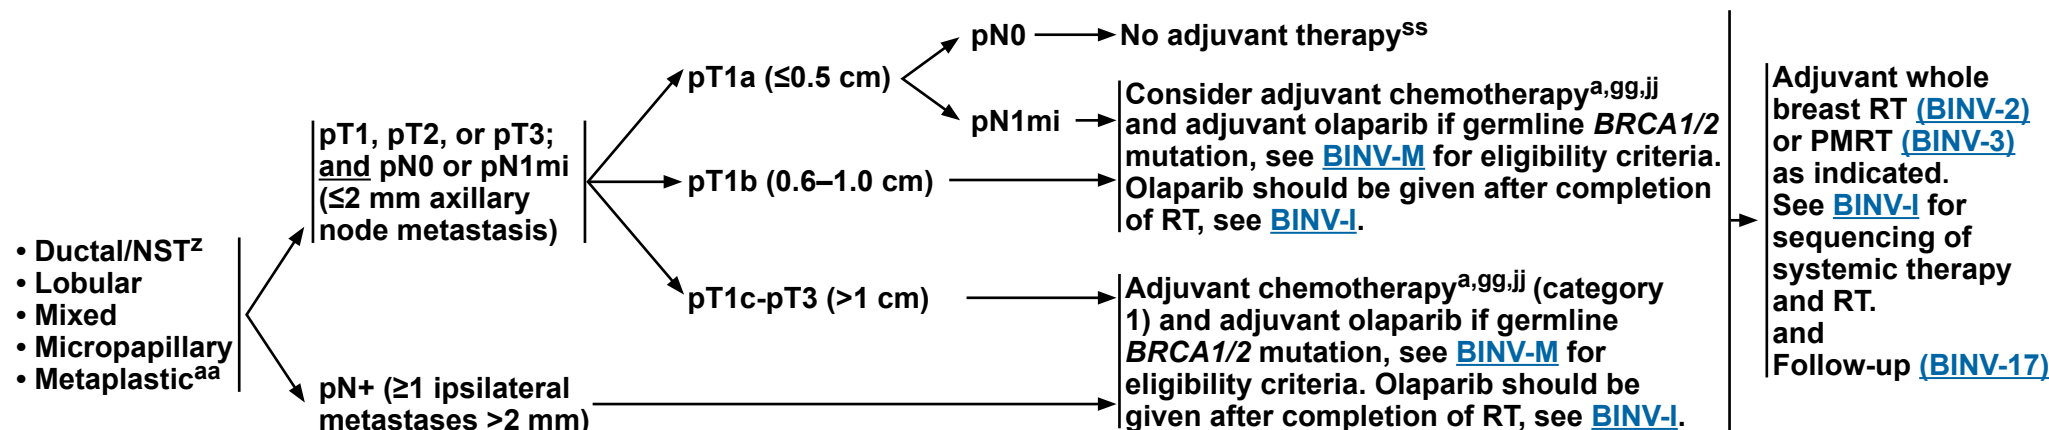 • Ductal/NSTz
• Lobular
• Mixed
• Micropapillary
• Metaplasticaa
pT1, pT2, or pT3;
and pN0 or pN1mi
(≤2 mm axillary
node metastasis)
pN+ (≥1 ipsilateral
metastases >2 mm)
pT1a (≤0.5 cm)
pT1b (0.6–1.0 cm)
pT1c-pT3 (>1 cm)
pN0
pN1mi
No adjuvant therapyss
Consider adjuvant chemotherapya,gg,jj
and adjuvant olaparib if germline BRCA1/2
mutation, see BINV-M for eligibility criteria.
Olaparib should be given after completion
of RT, see BINV-I.
Adjuvant chemotherapya,gg,jj (category
1) and adjuvant olaparib if germline
BRCA1/2 mutation, see BINV-M for
eligibility criteria. Olaparib should be
given after completion of RT, see BINV-I.
Adjuvant whole
breast RT (BINV-2)
or PMRT (BINV-3)
as indicated.
See BINV-I for
sequencing of
systemic therapy
and RT.
and
Follow-up (BINV-17)